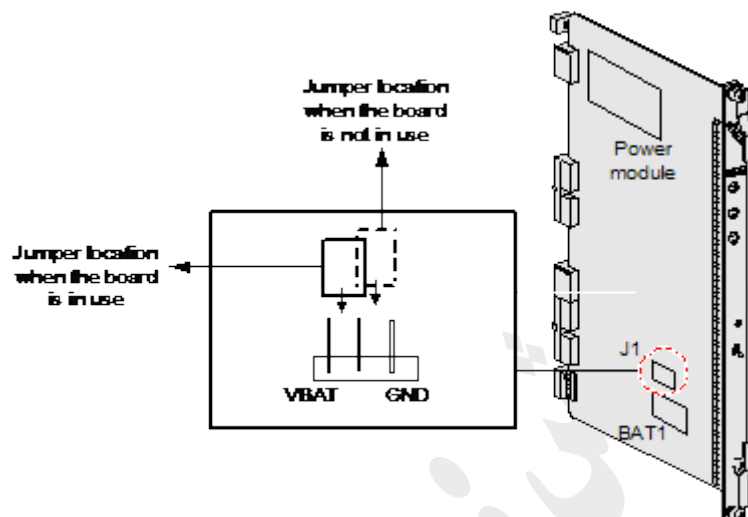 Jumper location
when the board
is not in use
Power
module
Jumper location
when the board
is in use
J1
VBAT
GND
BAT1